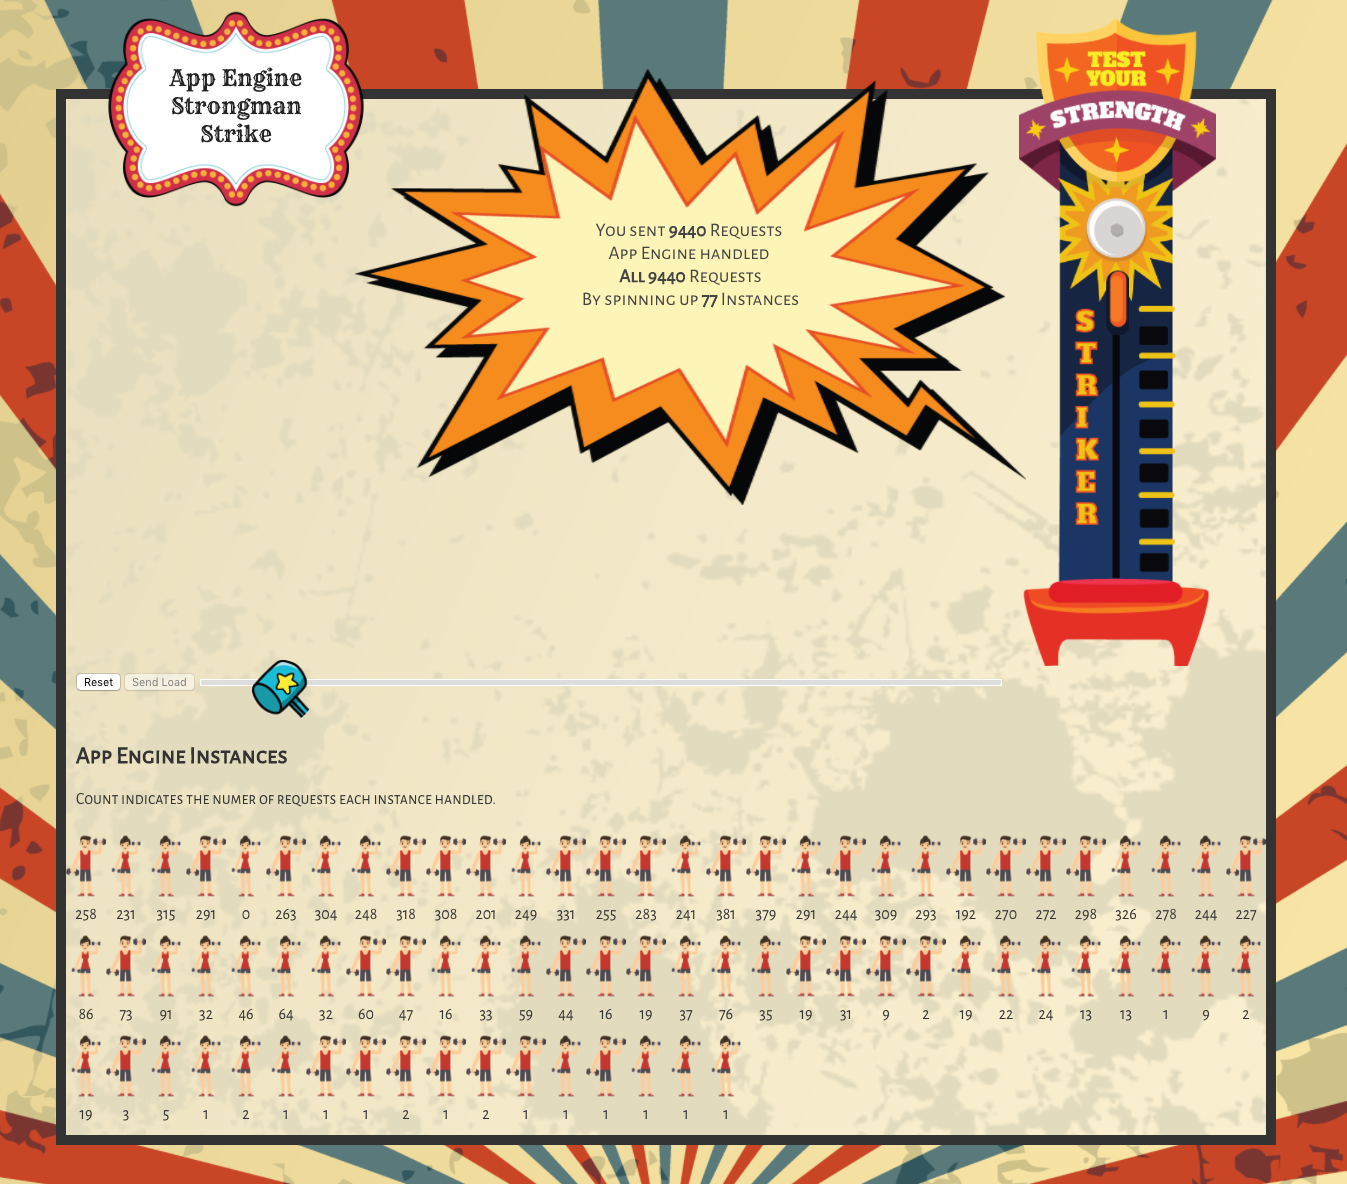 App Engine
Strongman
Strike
TEST
YOUR
STRENGTH
You sent 9440 Requests
App Engine handled
All 9440 Requests
By spinning up 77 Instances
STRIKER
Reset Send Load
App Engine Instances
Count indicates the numer of requests each instance handled.
258 231 315 291 0 263 304 248 318 308 201 249 331 255 283 241 381 379 291 244 309 293 192 270 272 298 326 278 244 227
86 73 91 32 46 64 32 60 47 16 33 59 44 16 19 37 76 35 19 31 9 2 19 22 24 13 13 1 9 2
19 3 5 1 2 1 1 1 2 1 2 1 1 1 1 1 1